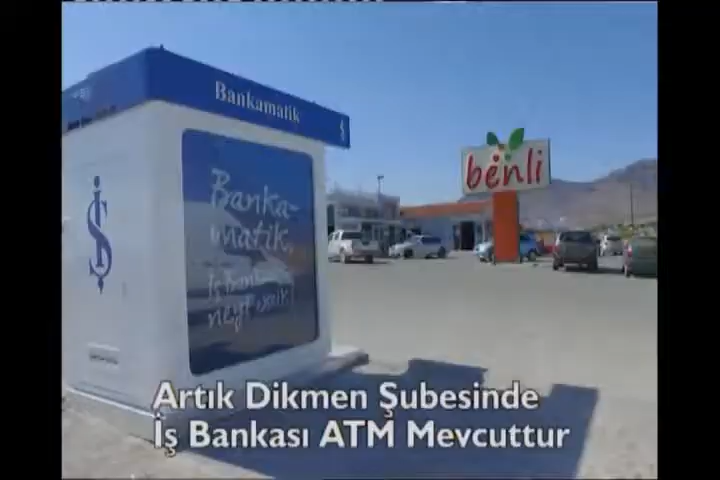 Bankamatik
benli
Banka-
matik,
Artık Dikmen Şubesinde
İş Bankası ATM Mevcuttur